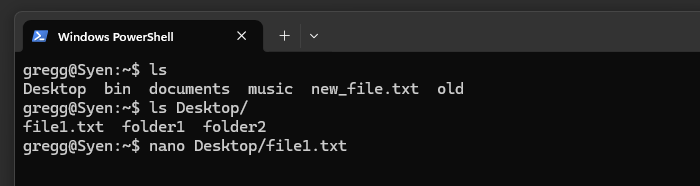 Windows PowerShell
gregg@Syen:~$ ls
Desktop  bin  documents  music  new_file.txt  old
gregg@Syen:~$ ls Desktop/
file1.txt  folder1  folder2
gregg@Syen:~$ nano Desktop/file1.txt